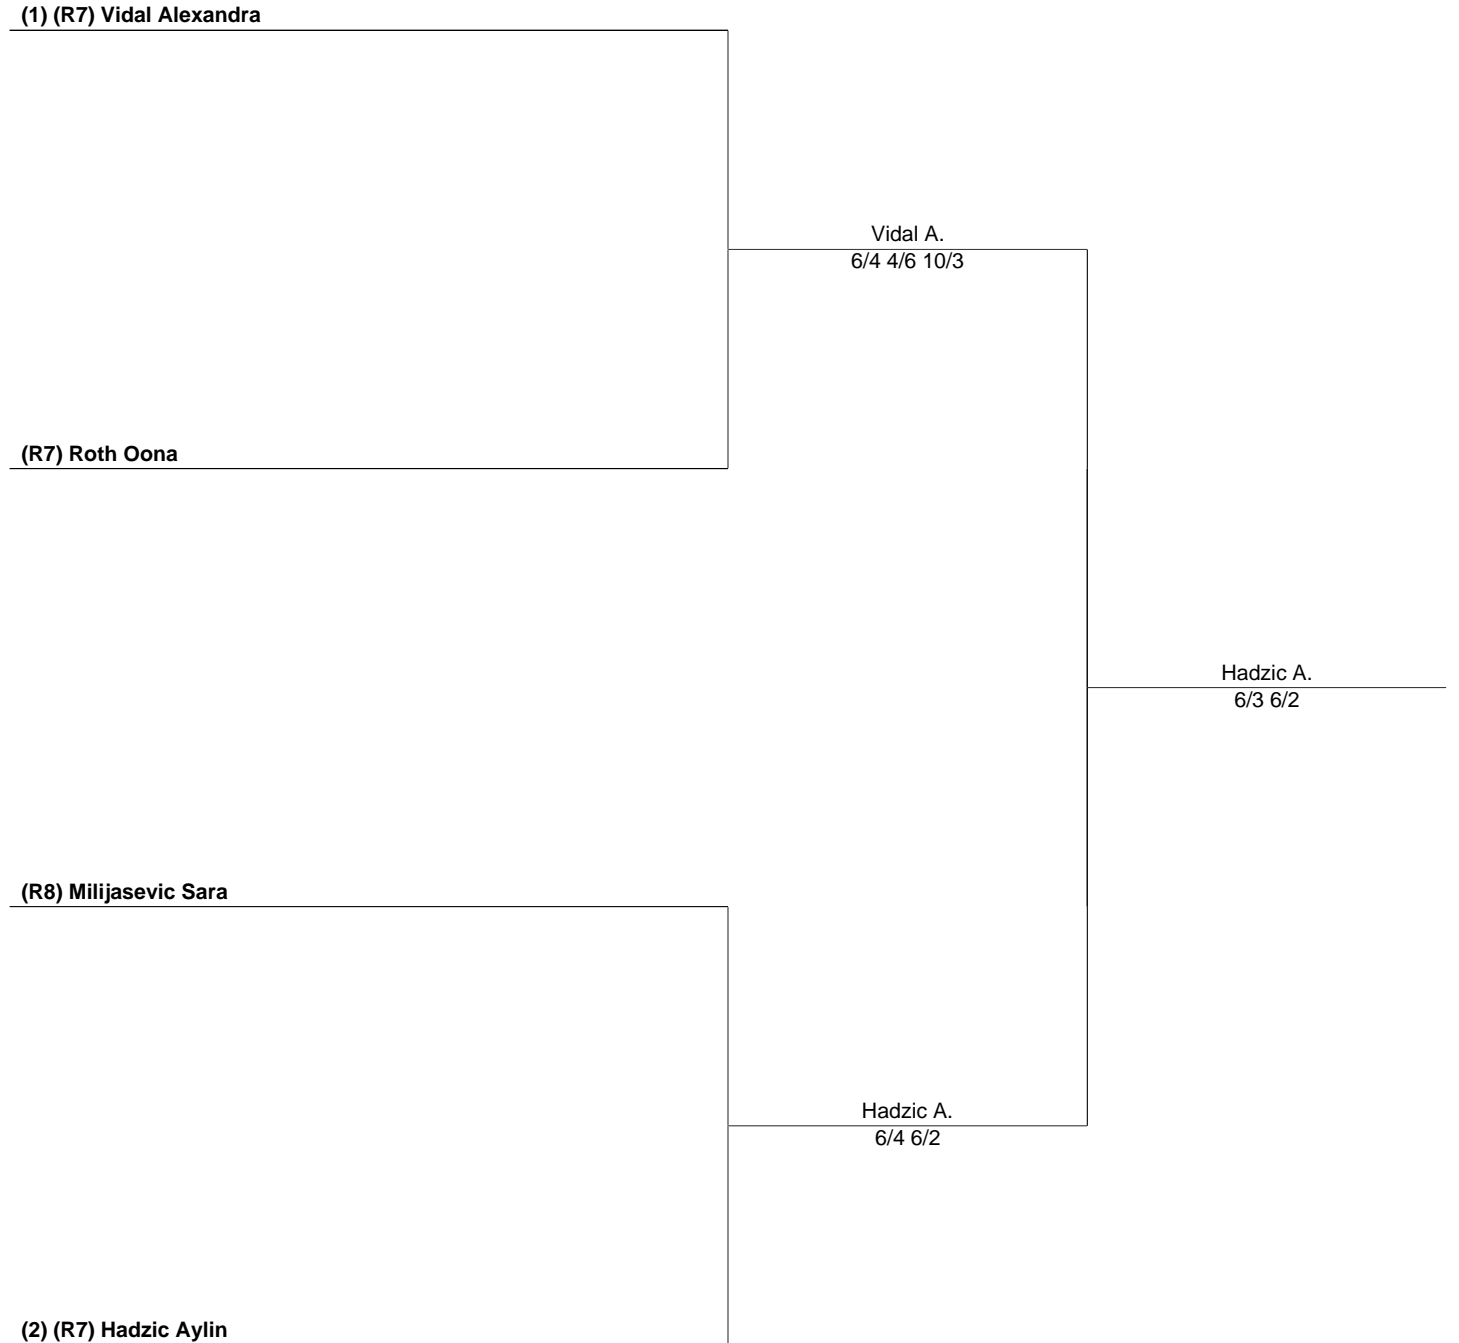 (1) (R7) Vidal Alexandra
Vidal A.
6/4 4/6 10/3
(R7) Roth Oona
Hadzic A.
6/3 6/2
(R8) Milijasevic Sara
Hadzic A.
6/4 6/2
(2) (R7) Hadzic Aylin